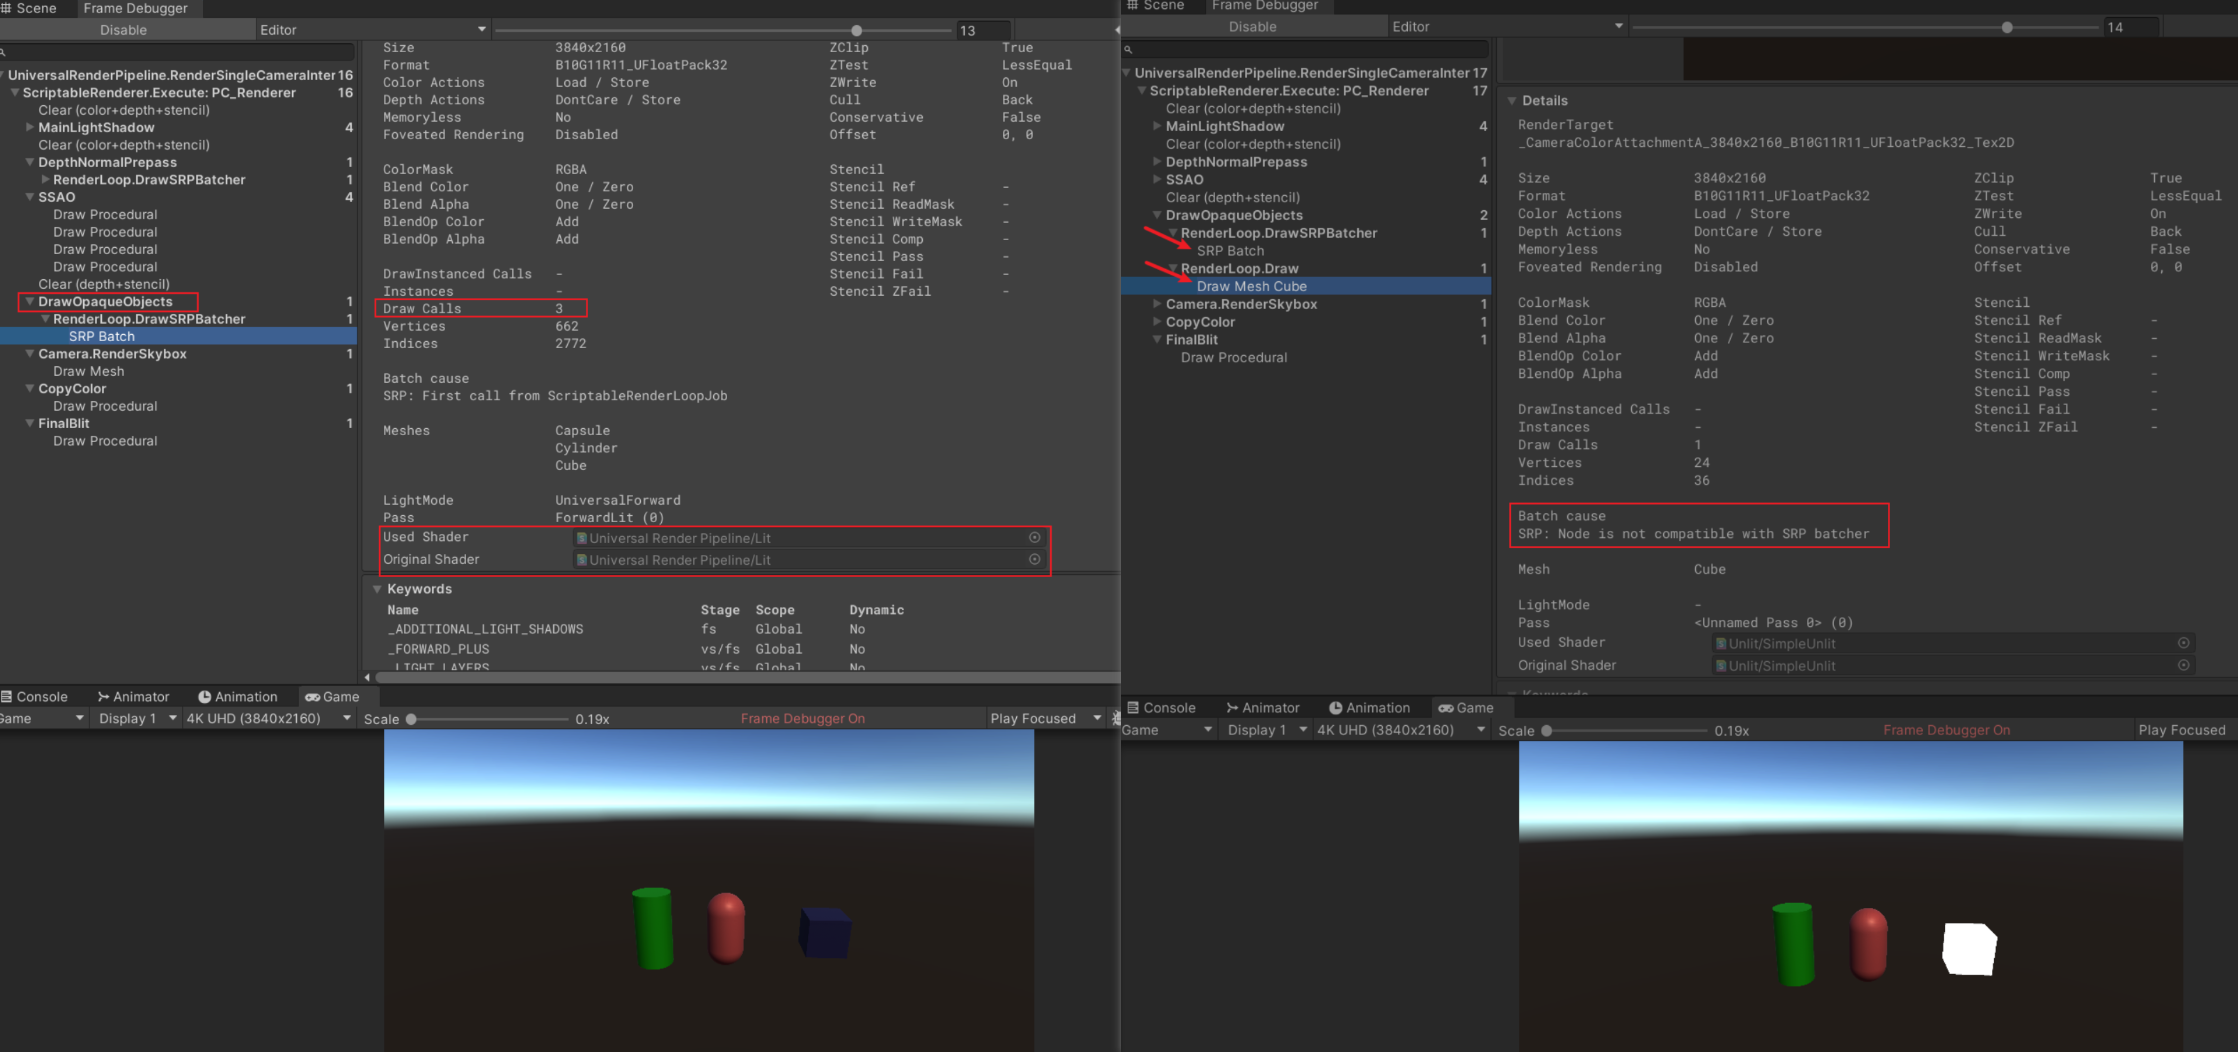 Scene
Frame Debugger
Disable
Editor
13
UniversalRenderPipeline.RenderSingleCameraInter 16
ScriptableRenderer.Execute: PC_Renderer 16
Clear (color+depth+stencil)
MainLightShadow 4
Clear (color+depth+stencil)
DepthNormalPrepass 1
RenderLoop.DrawSRPBatcher 1
SSAO 4
Draw Procedural
Draw Procedural
Draw Procedural
Draw Procedural
Clear (depth+stencil)
DrawOpaqueObjects 1
RenderLoop.DrawSRPBatcher 1
SRP Batch
Camera.RenderSkybox 1
Draw Mesh
CopyColor 1
Draw Procedural
FinalBlit 1
Draw Procedural
Size 3840x2160 ZClip True
Format B10G11R11_UFloatPack32 ZTest LessEqual
Color Actions Load / Store ZWrite On
Depth Actions DontCare / Store Cull Back
Memoryless No Conservative False
Foveated Rendering Disabled Offset 0, 0
ColorMask RGBA Stencil
Blend Color One / Zero Stencil Ref -
Blend Alpha One / Zero Stencil ReadMask -
BlendOp Color Add Stencil WriteMask -
BlendOp Alpha Add Stencil Comp -
Stencil Pass -
DrawInstanced Calls - Stencil Fail -
Instances - Stencil ZFail -
Draw Calls 3
Vertices 662
Indices 2772
Batch cause
SRP: First call from ScriptableRenderLoopJob
Meshes Capsule
Cylinder
Cube
LightMode UniversalForward
Pass ForwardLit (0)
Used Shader Universal Render Pipeline/Lit
Original Shader Universal Render Pipeline/Lit
Keywords
Name Stage Scope Dynamic
_ADDITIONAL_LIGHT_SHADOWS fs Global No
_FORWARD_PLUS vs/fs Global No
_LIGHT_LAYERS vs/fs Global No
Console Animator Animation Game
Game Display 1 4K UHD (3840x2160) Scale 0.19x Frame Debugger On Play Focused
Scene
Frame Debugger
Disable
Editor
14
UniversalRenderPipeline.RenderSingleCameraInter 17
ScriptableRenderer.Execute: PC_Renderer 17
Clear (color+depth+stencil)
MainLightShadow 4
Clear (color+depth+stencil)
DepthNormalPrepass 1
SSAO 4
Clear (depth+stencil)
DrawOpaqueObjects 2
RenderLoop.DrawSRPBatcher 1
SRP Batch
RenderLoop.Draw 1
Draw Mesh Cube
Camera.RenderSkybox 1
CopyColor 1
FinalBlit 1
Draw Procedural
Details
RenderTarget
_CameraColorAttachmentA_3840x2160_B10G11R11_UFloatPack32_Tex2D
Size 3840x2160 ZClip True
Format B10G11R11_UFloatPack32 ZTest LessEqual
Color Actions Load / Store ZWrite On
Depth Actions DontCare / Store Cull Back
Memoryless No Conservative False
Foveated Rendering Disabled Offset 0, 0
ColorMask RGBA Stencil
Blend Color One / Zero Stencil Ref -
Blend Alpha One / Zero Stencil ReadMask -
BlendOp Color Add Stencil WriteMask -
BlendOp Alpha Add Stencil Comp -
Stencil Pass -
DrawInstanced Calls - Stencil Fail -
Instances - Stencil ZFail -
Draw Calls 1
Vertices 24
Indices 36
Batch cause
SRP: Node is not compatible with SRP batcher
Mesh Cube
LightMode -
Pass <Unnamed Pass 0> (0)
Used Shader Unlit/SimpleUnlit
Original Shader Unlit/SimpleUnlit
Keywords
Console Animator Animation Game
Game Display 1 4K UHD (3840x2160) Scale 0.19x Frame Debugger On Play Focused